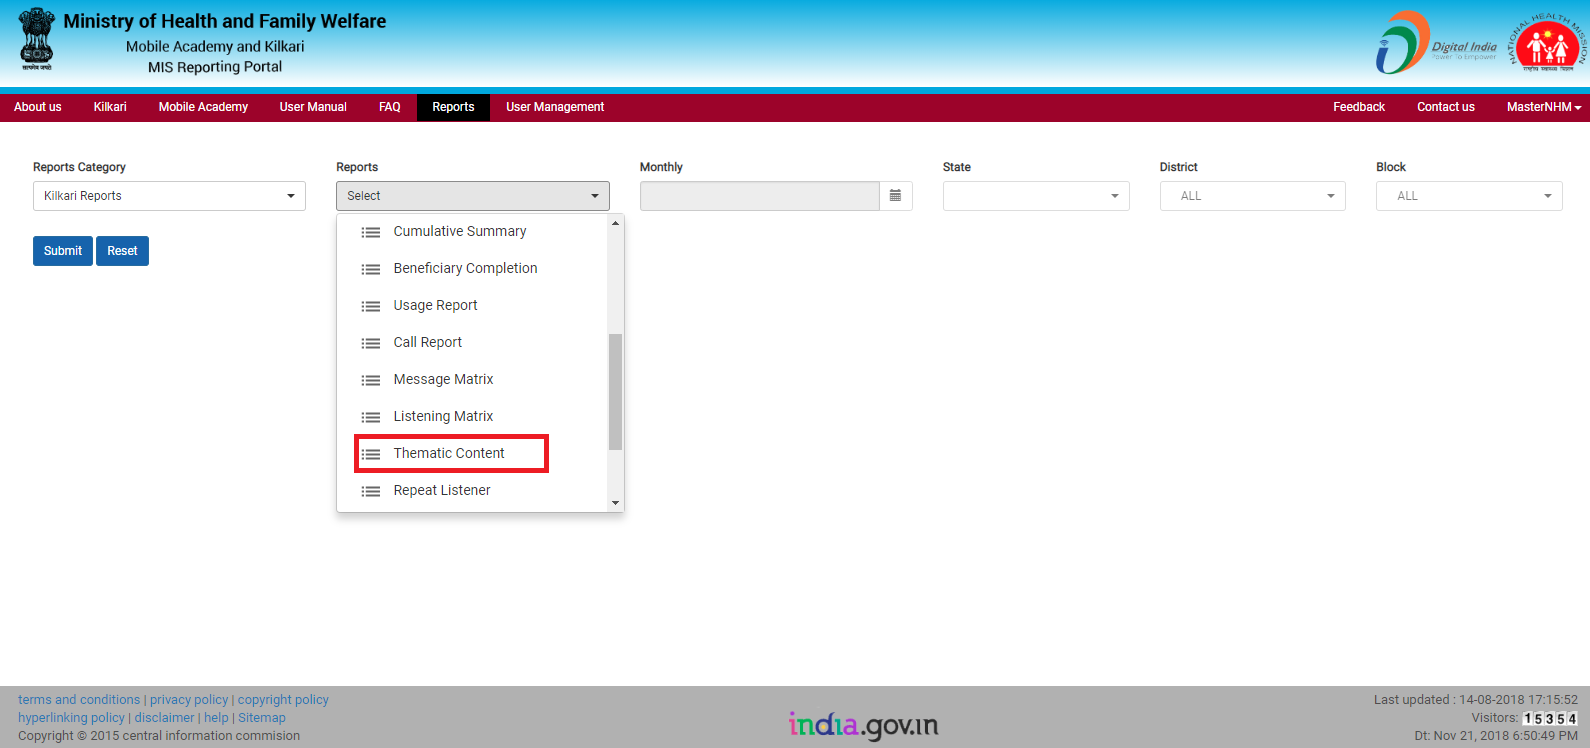 Ministry of Health and Family Welfare
Mobile Academy and Kilkari
MIS Reporting Portal
सत्यमेव जयते
Digital India
Power To Empower
NATIONAL HEALTH MISSION
राष्ट्रीय स्वास्थ्य मिशन
About us Kilkari Mobile Academy User Manual FAQ Reports User Management Feedback Contact us MasterNHM
Reports Category Reports Monthly State District Block
Kilkari Reports Select ALL ALL
Submit Reset
Cumulative Summary
Beneficiary Completion
Usage Report
Call Report
Message Matrix
Listening Matrix
Thematic Content
Repeat Listener
terms and conditions | privacy policy | copyright policy
hyperlinking policy | disclaimer | help | Sitemap
Copyright © 2015 central information commision
india.gov.in
Last updated : 14-08-2018 17:15:52
Visitors: 15354
Dt: Nov 21, 2018 6:50:49 PM